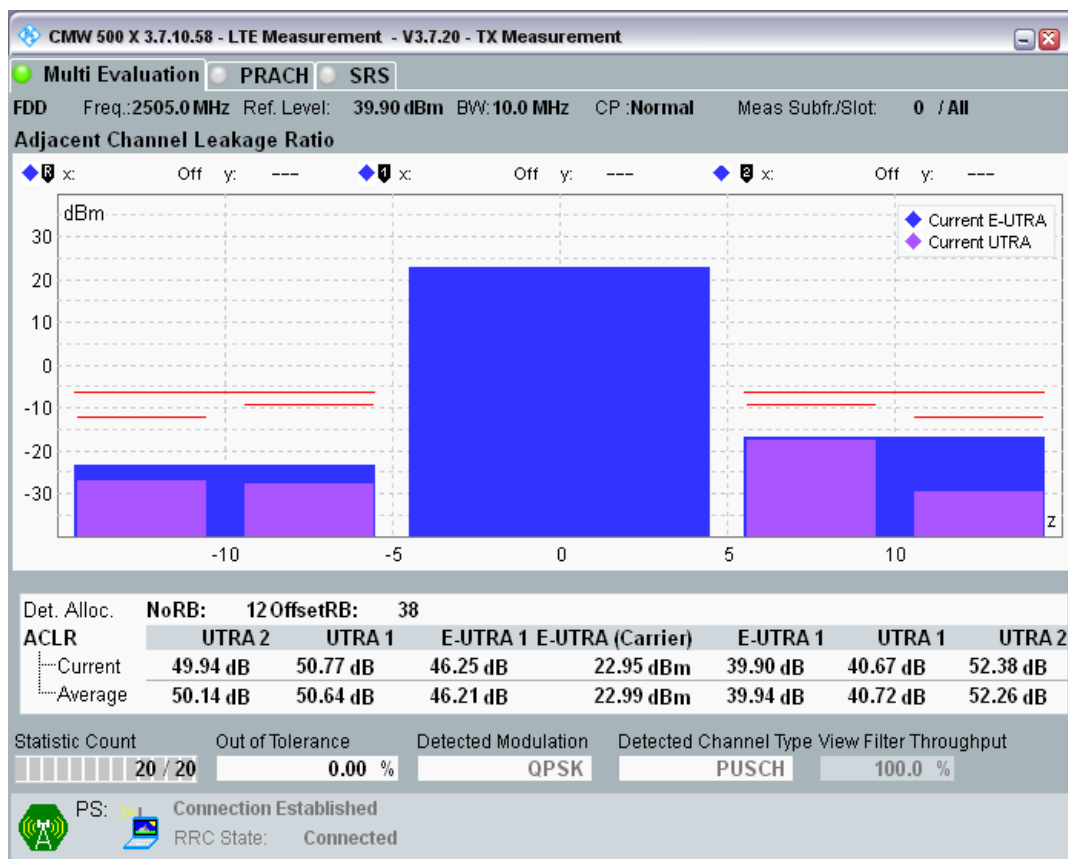 CMW 500 X 3.7.10.58 - LTE Measurement - V3.7.20 - TX Measurement
Multi Evaluation PRACH SRS
FDD Freq.:2505.0 MHz Ref. Level: 39.90 dBm BW: 10.0 MHz CP :Normal Meas Subfr./Slot: 0 / All
Adjacent Channel Leakage Ratio
R x: Off y: --- 1 x: Off y: --- 2 x: Off y: ---
dBm
Current E-UTRA
Current UTRA
30
20
10
0
-10
-20
-30
z
-10 -5 0 5 10
Det. Alloc. NoRB: 12 OffsetRB: 38
ACLR UTRA 2 UTRA 1 E-UTRA 1 E-UTRA (Carrier) E-UTRA 1 UTRA 1 UTRA 2
Current 49.94 dB 50.77 dB 46.25 dB 22.95 dBm 39.90 dB 40.67 dB 52.38 dB
Average 50.14 dB 50.64 dB 46.21 dB 22.99 dBm 39.94 dB 40.72 dB 52.26 dB
Statistic Count Out of Tolerance Detected Modulation Detected Channel Type View Filter Throughput
20 / 20 0.00 % QPSK PUSCH 100.0 %
PS: Connection Established
RRC State: Connected